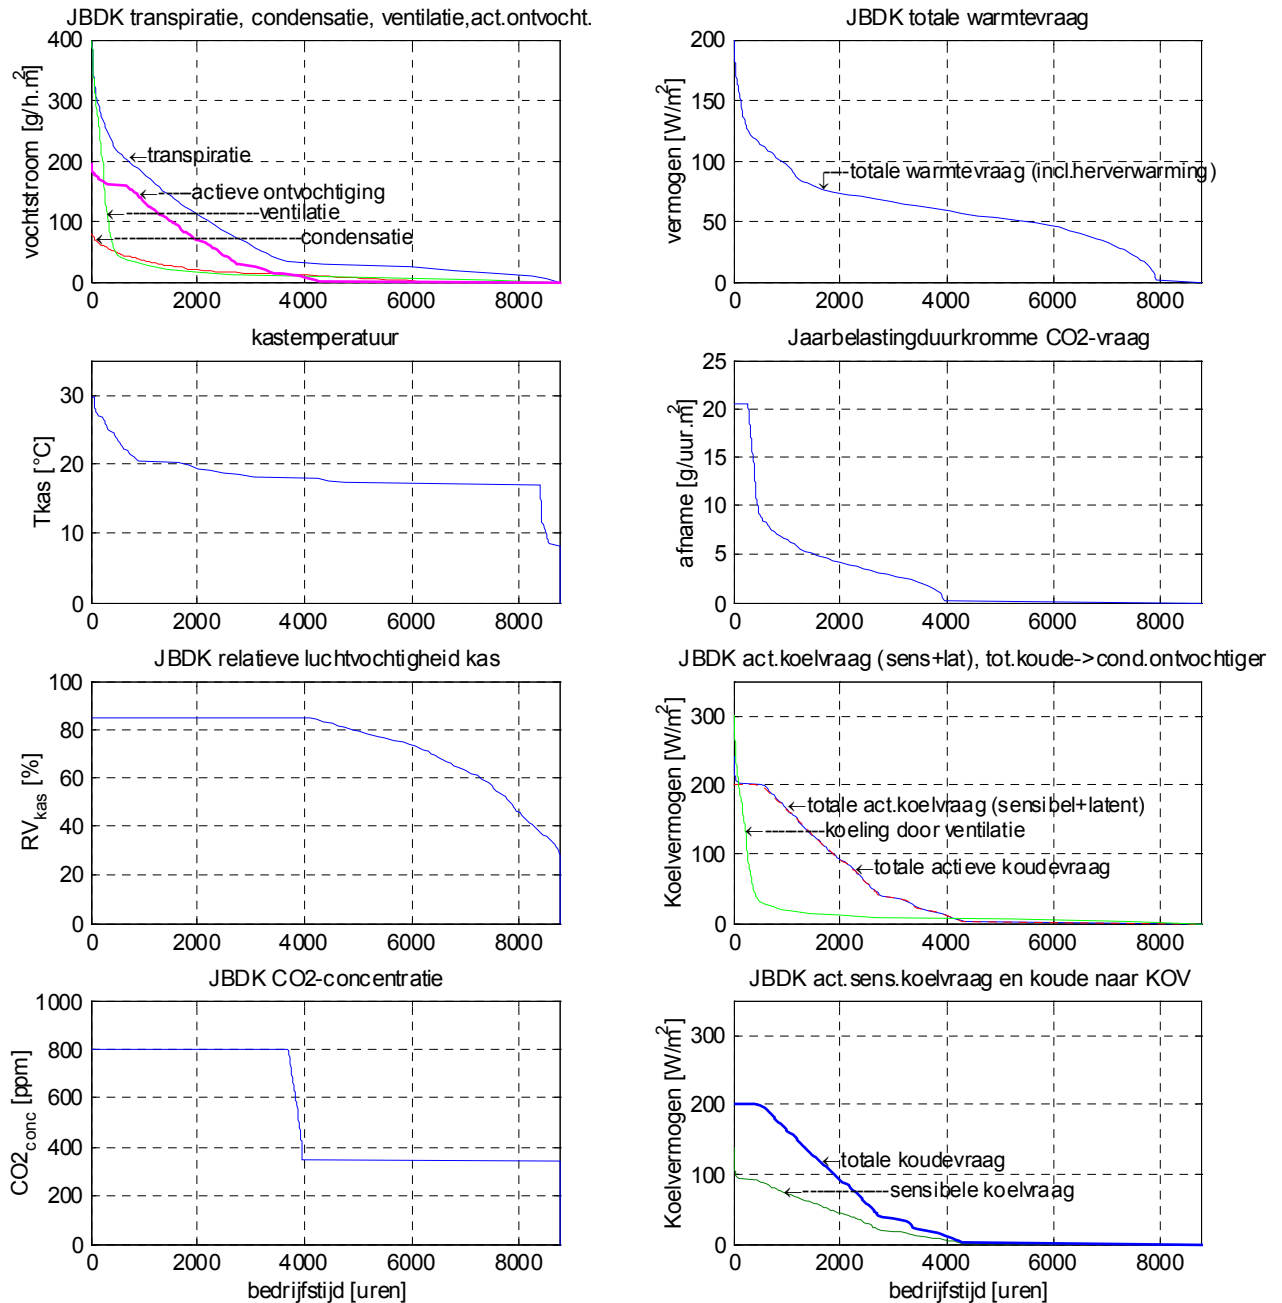 JBDK transpiratie, condensatie, ventilatie,act.ontvocht.
vochtstroom [g/h.m²]
400
300
200
100
0
transpiratie
actieve ontvochtiging
ventilatie
condensatie
0 2000 4000 6000 8000
JBDK totale warmtevraag
vermogen [W/m²]
200
150
100
50
0
totale warmtevraag (incl.herverwarming)
0 2000 4000 6000 8000
kastemperatuur
Tkas [°C]
30
20
10
0
0 2000 4000 6000 8000
Jaarbelastingduurkromme CO2-vraag
afname [g/uur.m²]
25
20
15
10
5
0
0 2000 4000 6000 8000
JBDK relatieve luchtvochtigheid kas
RVkas [%]
100
80
60
40
20
0
0 2000 4000 6000 8000
JBDK act.koelvraag (sens+lat), tot.koude->cond.ontvochtiger
Koelvermogen [W/m²]
300
200
100
0
totale act.koelvraag (sensibel+latent)
koeling door ventilatie
totale actieve koudevraag
0 2000 4000 6000 8000
JBDK CO2-concentratie
CO2conc [ppm]
1000
800
600
400
200
0
0 2000 4000 6000 8000
bedrijfstijd [uren]
JBDK act.sens.koelvraag en koude naar KOV
Koelvermogen [W/m²]
300
200
100
0
totale koudevraag
sensibele koelvraag
0 2000 4000 6000 8000
bedrijfstijd [uren]